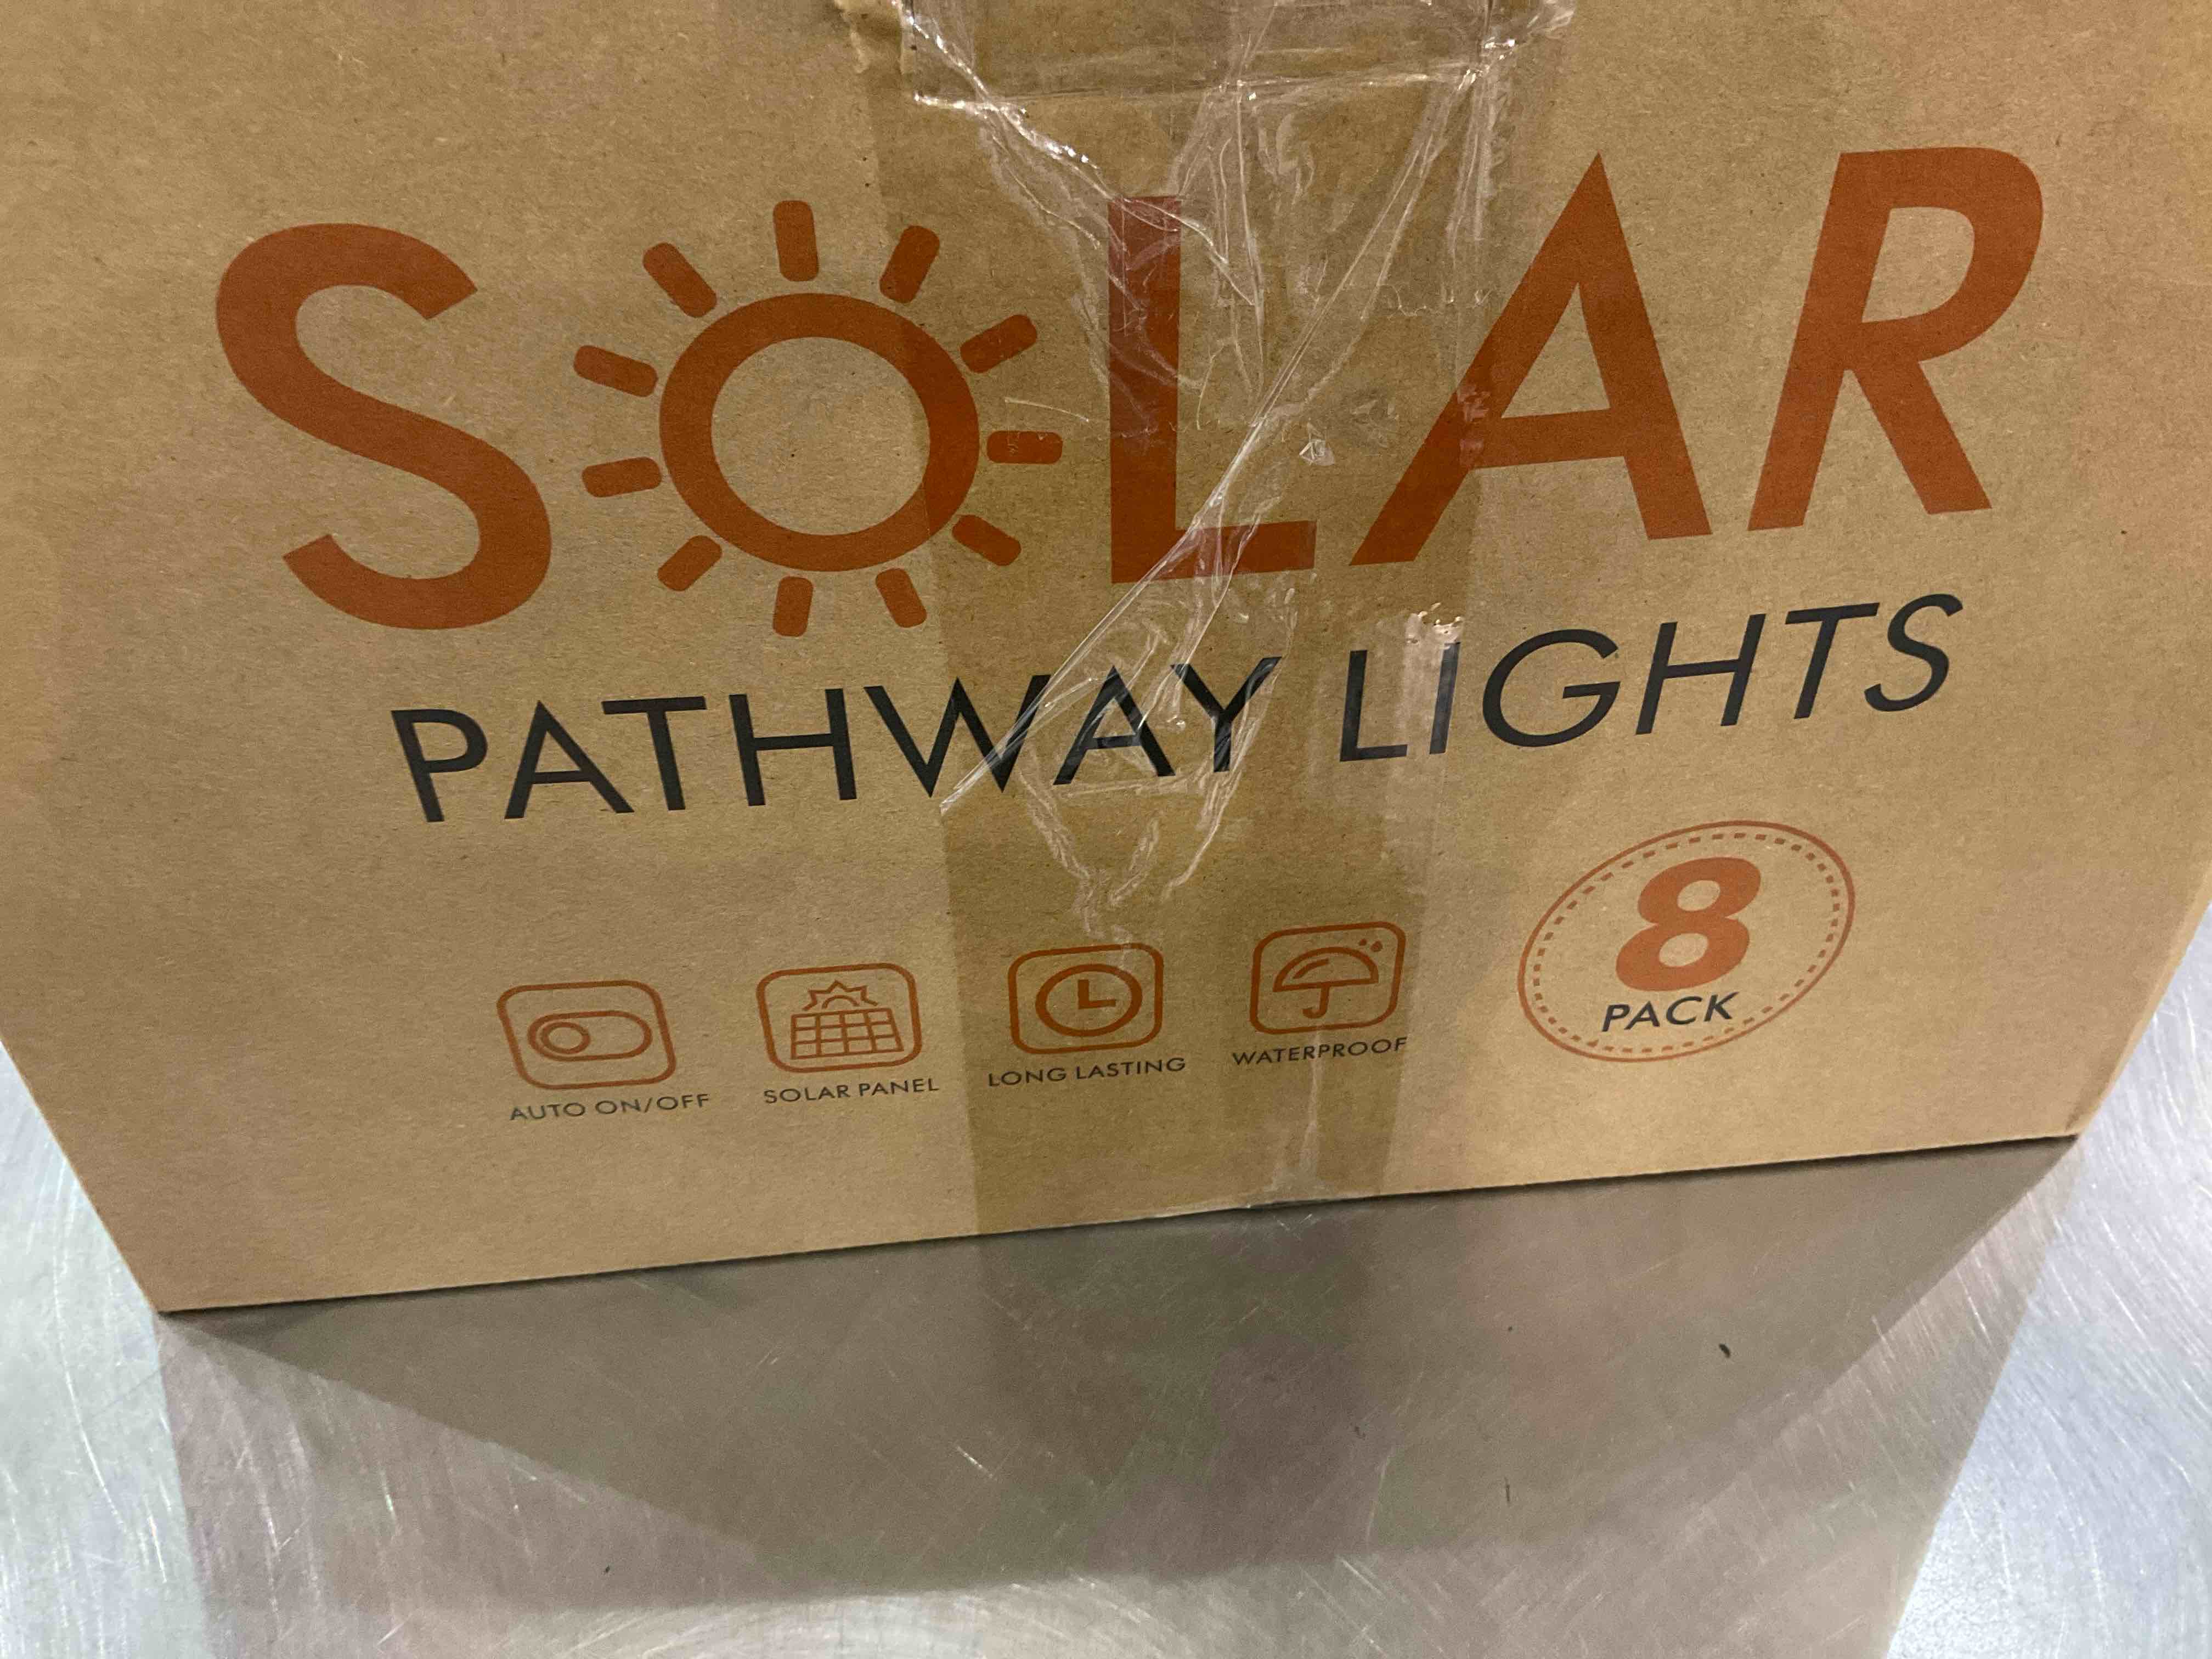 SOLAR
PATHWAY LIGHTS
AUTO ON/OFF
SOLAR PANEL
LONG LASTING
WATERPROOF
8
PACK